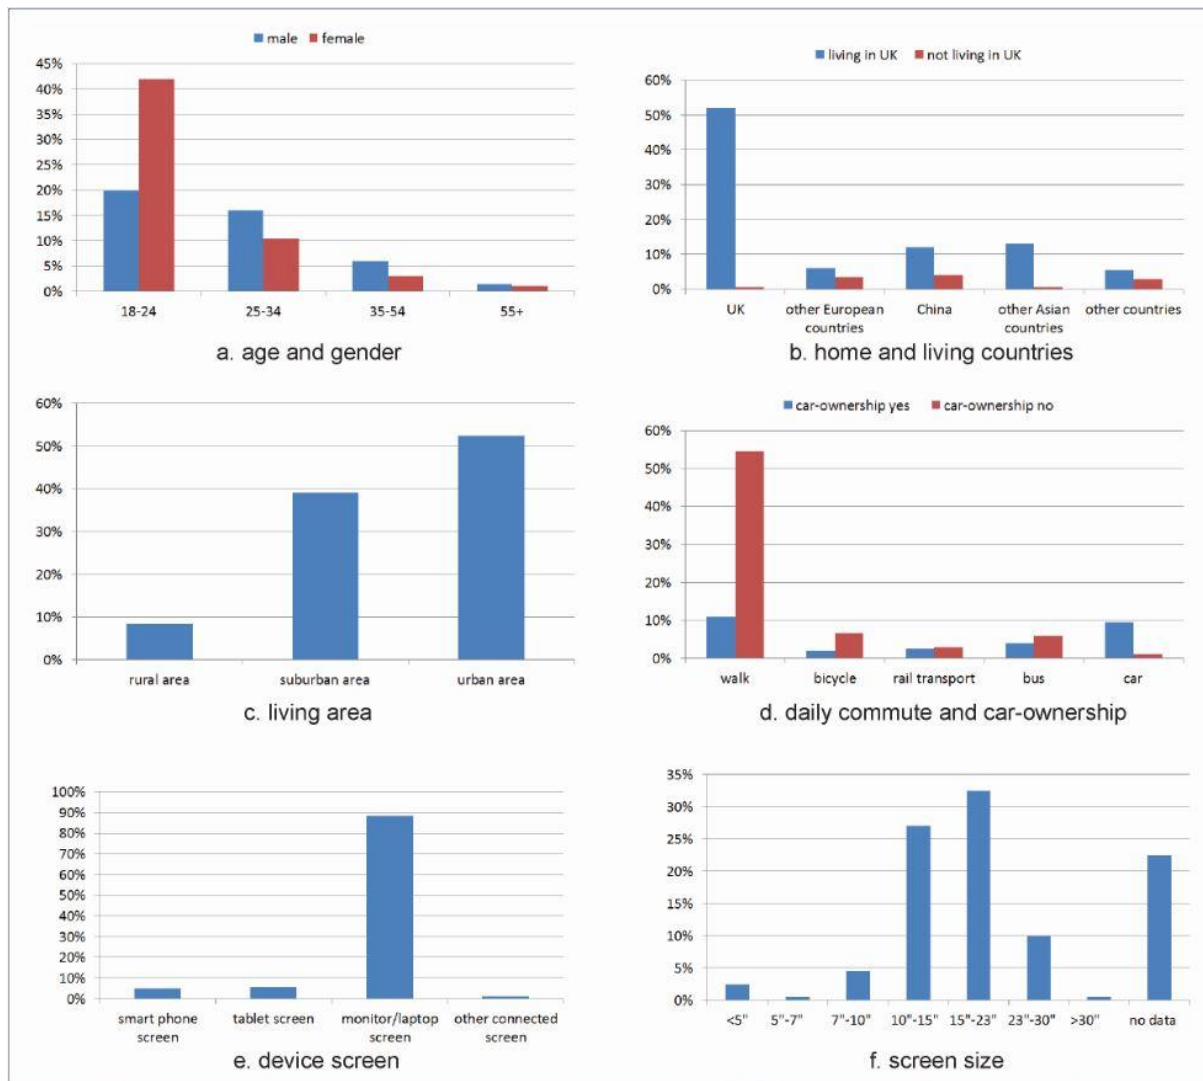 male female
45%
40%
35%
30%
25%
20%
15%
10%
5%
0%
18-24 25-34 35-54 55+
a. age and gender
living in UK not living in UK
60%
50%
40%
30%
20%
10%
0%
UK other European China other Asian other countries
countries countries
b. home and living countries
60%
50%
40%
30%
20%
10%
0%
rural area suburban area urban area
c. living area
car-ownership yes car-ownership no
60%
50%
40%
30%
20%
10%
0%
walk bicycle rail transport bus car
d. daily commute and car-ownership
100%
90%
80%
70%
60%
50%
40%
30%
20%
10%
0%
smart phone tablet screen monitor/laptop other connected
screen screen screen
e. device screen
35%
30%
25%
20%
15%
10%
5%
0%
<5" 5"-7" 7"-10" 10"-15" 15"-23" 23"-30" >30" no data
f. screen size